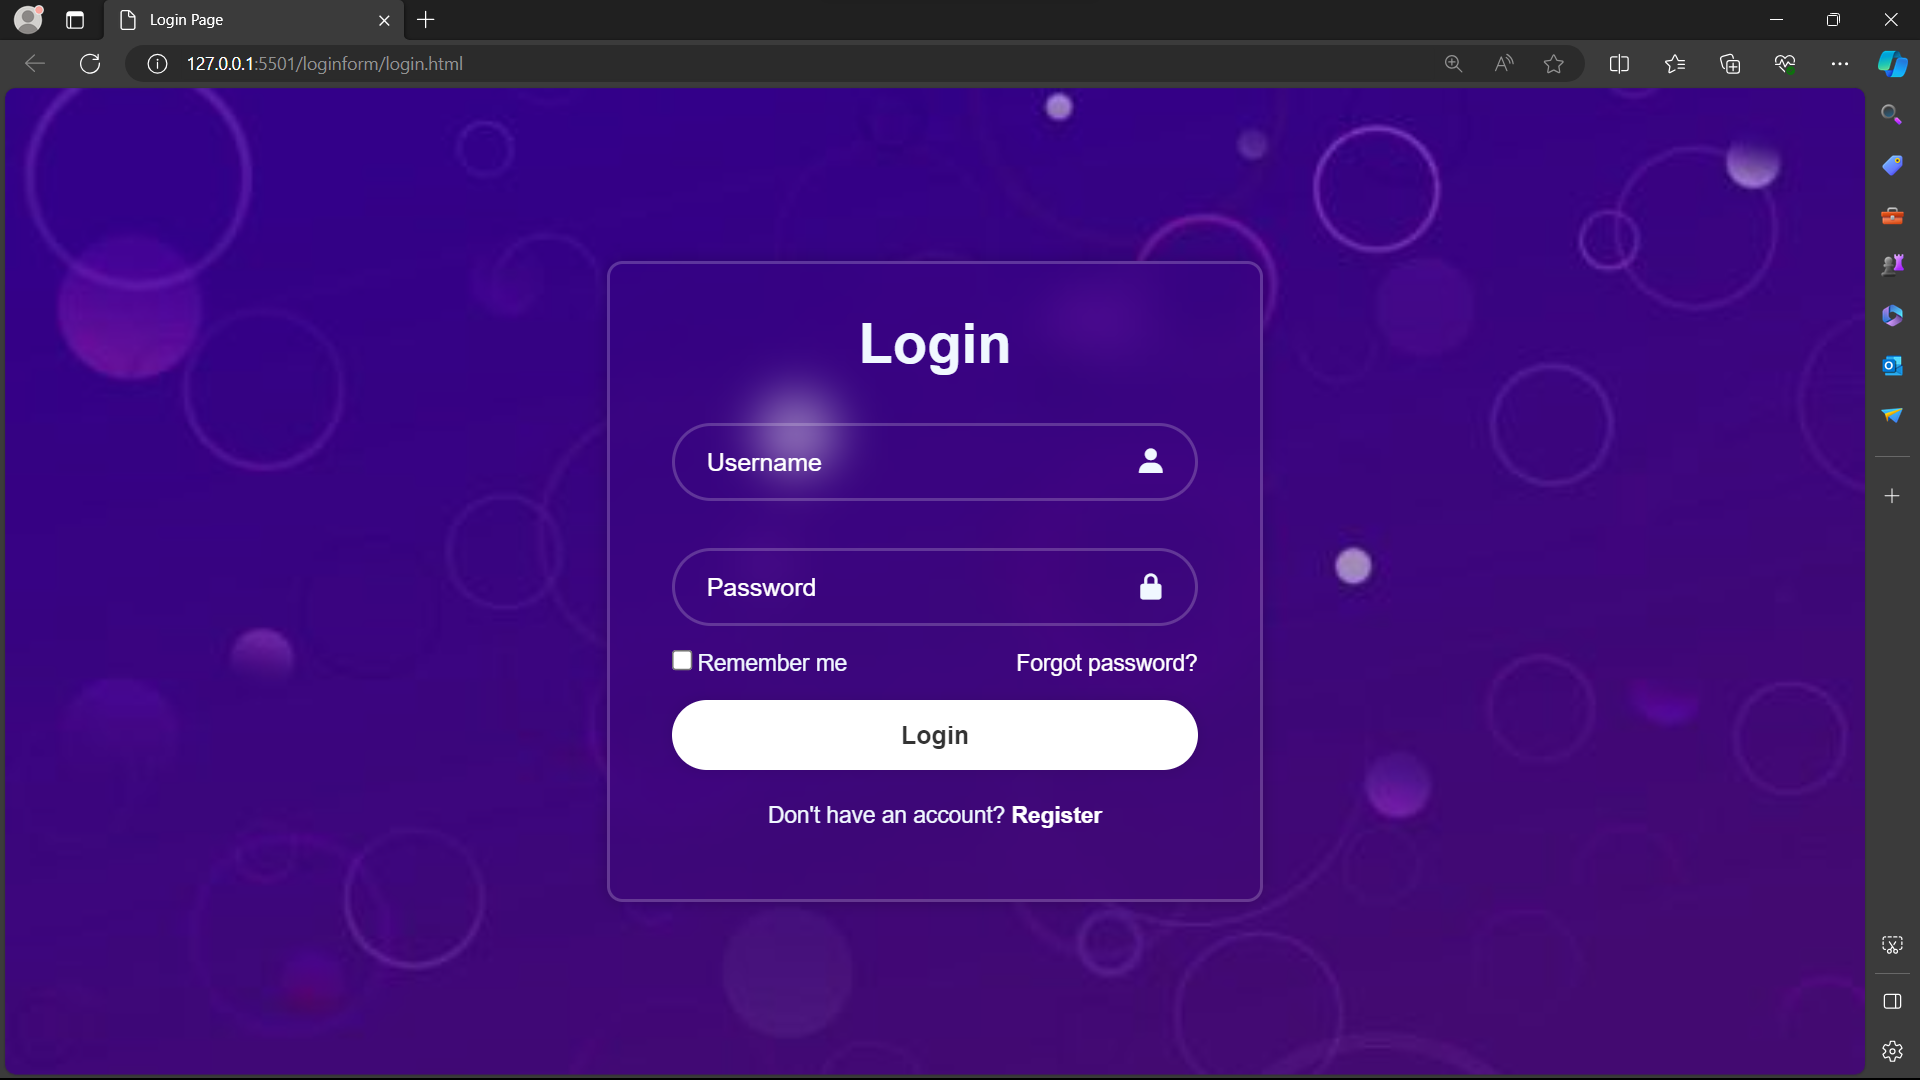 Login Page
127.0.0.1:5501/loginform/login.html
Login
Username
Password
Remember me Forgot password?
Login
Don't have an account? Register